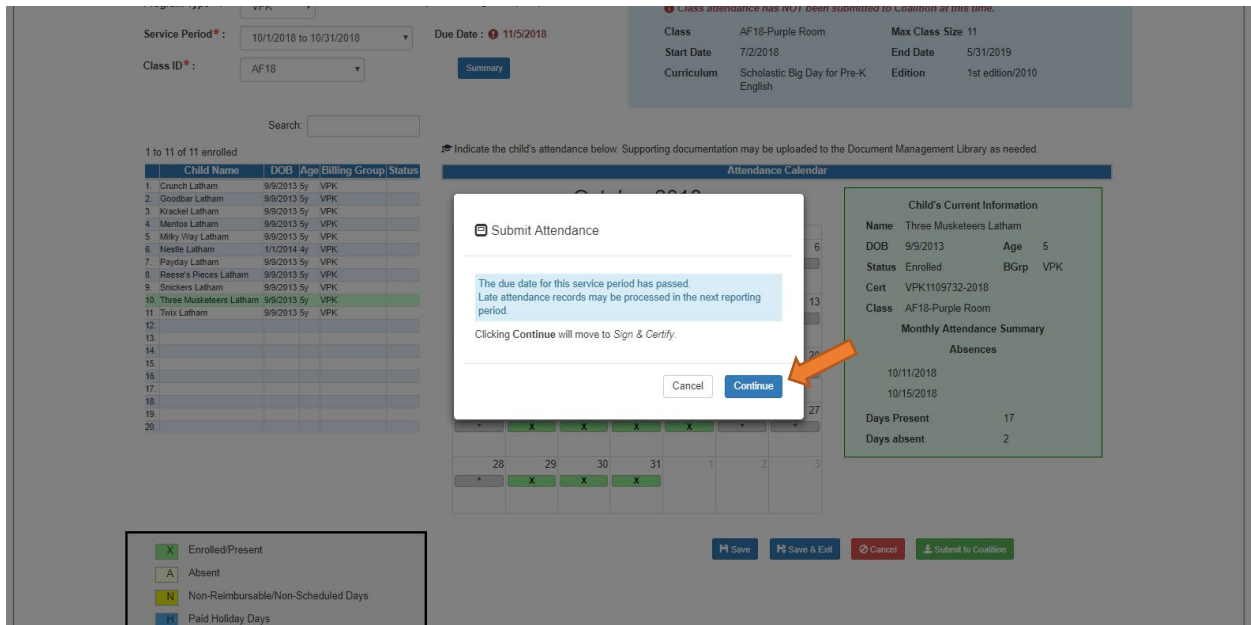 Program Type * : VPK
Class attendance has NOT been submitted to Coalition at this time.
Service Period* : 10/1/2018 to 10/31/2018 Due Date : 11/5/2018
Class AF18-Purple Room Max Class Size 11
Start Date 7/2/2018 End Date 5/31/2019
Class ID* : AF18 Summary
Curriculum Scholastic Big Day for Pre-K English Edition 1st edition/2010
Search:
1 to 11 of 11 enrolled
Indicate the child's attendance below. Supporting documentation may be uploaded to the Document Management Library as needed.
Child Name DOB Age Billing Group Status
1. Crunch Latham 9/9/2013 5y VPK
2. Goodbar Latham 9/9/2013 5y VPK
3. Krackel Latham 9/9/2013 5y VPK
4. Mentos Latham 9/9/2013 5y VPK
5. Milky Way Latham 9/9/2013 5y VPK
6. Nestle Latham 1/1/2014 4y VPK
7. Payday Latham 9/9/2013 5y VPK
8. Reese's Pieces Latham 9/9/2013 5y VPK
9. Snickers Latham 9/9/2013 5y VPK
10. Three Musketeers Latham 9/9/2013 5y VPK
11. Twix Latham 9/9/2013 5y VPK
12.
13.
14.
15.
16.
17.
18.
19.
20.
Attendance Calendar
6
13
20
27
* X X X X * *
28 29 30 31 1 2 3
* X X X
Submit Attendance
The due date for this service period has passed.
Late attendance records may be processed in the next reporting
period.
Clicking Continue will move to Sign & Certify.
Cancel Continue
Child's Current Information
Name Three Musketeers Latham
DOB 9/9/2013 Age 5
Status Enrolled BGrp VPK
Cert VPK1109732-2018
Class AF18-Purple Room
Monthly Attendance Summary
Absences
10/11/2018
10/15/2018
Days Present 17
Days absent 2
Save Save & Exit Cancel Submit to Coalition
X Enrolled/Present
A Absent
N Non-Reimbursable/Non-Scheduled Days
H Paid Holiday Days